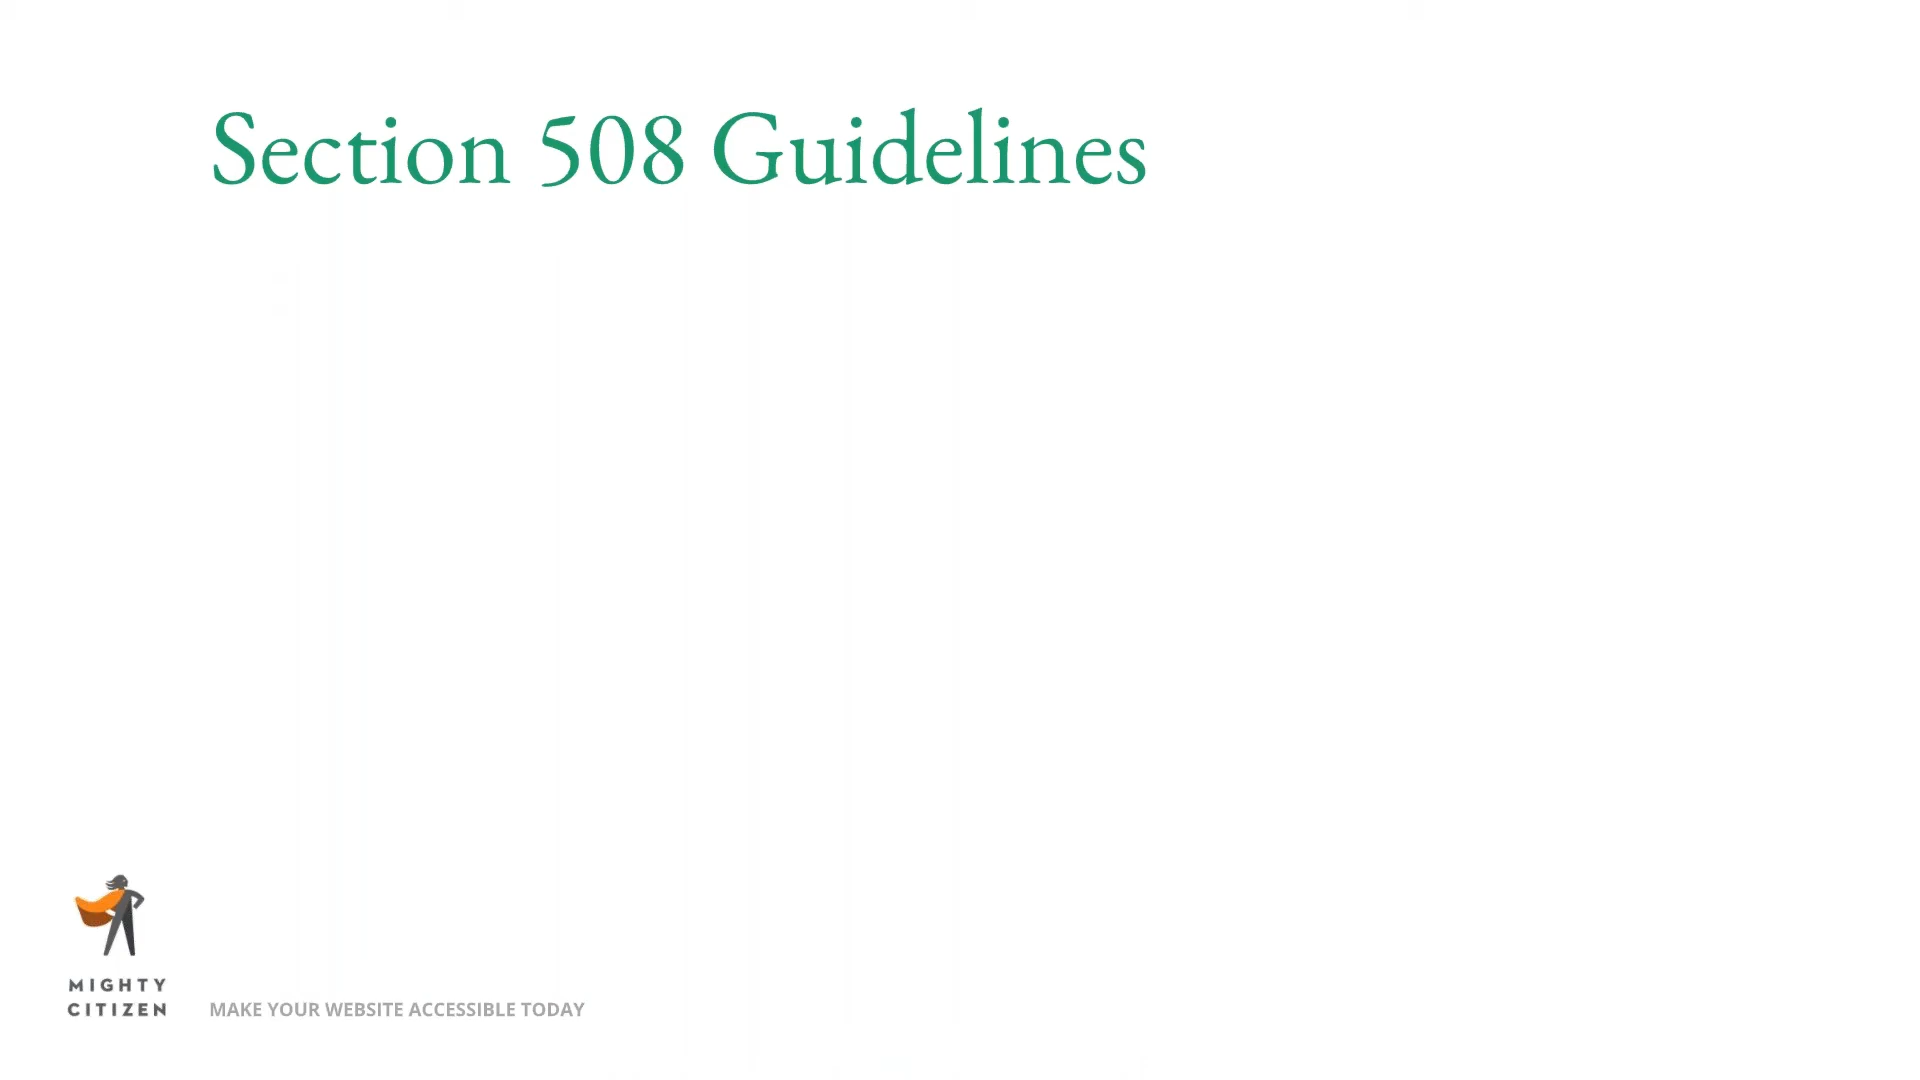 Section 508 Guidelines
MIGHTY
CITIZEN
MAKE YOUR WEBSITE ACCESSIBLE TODAY